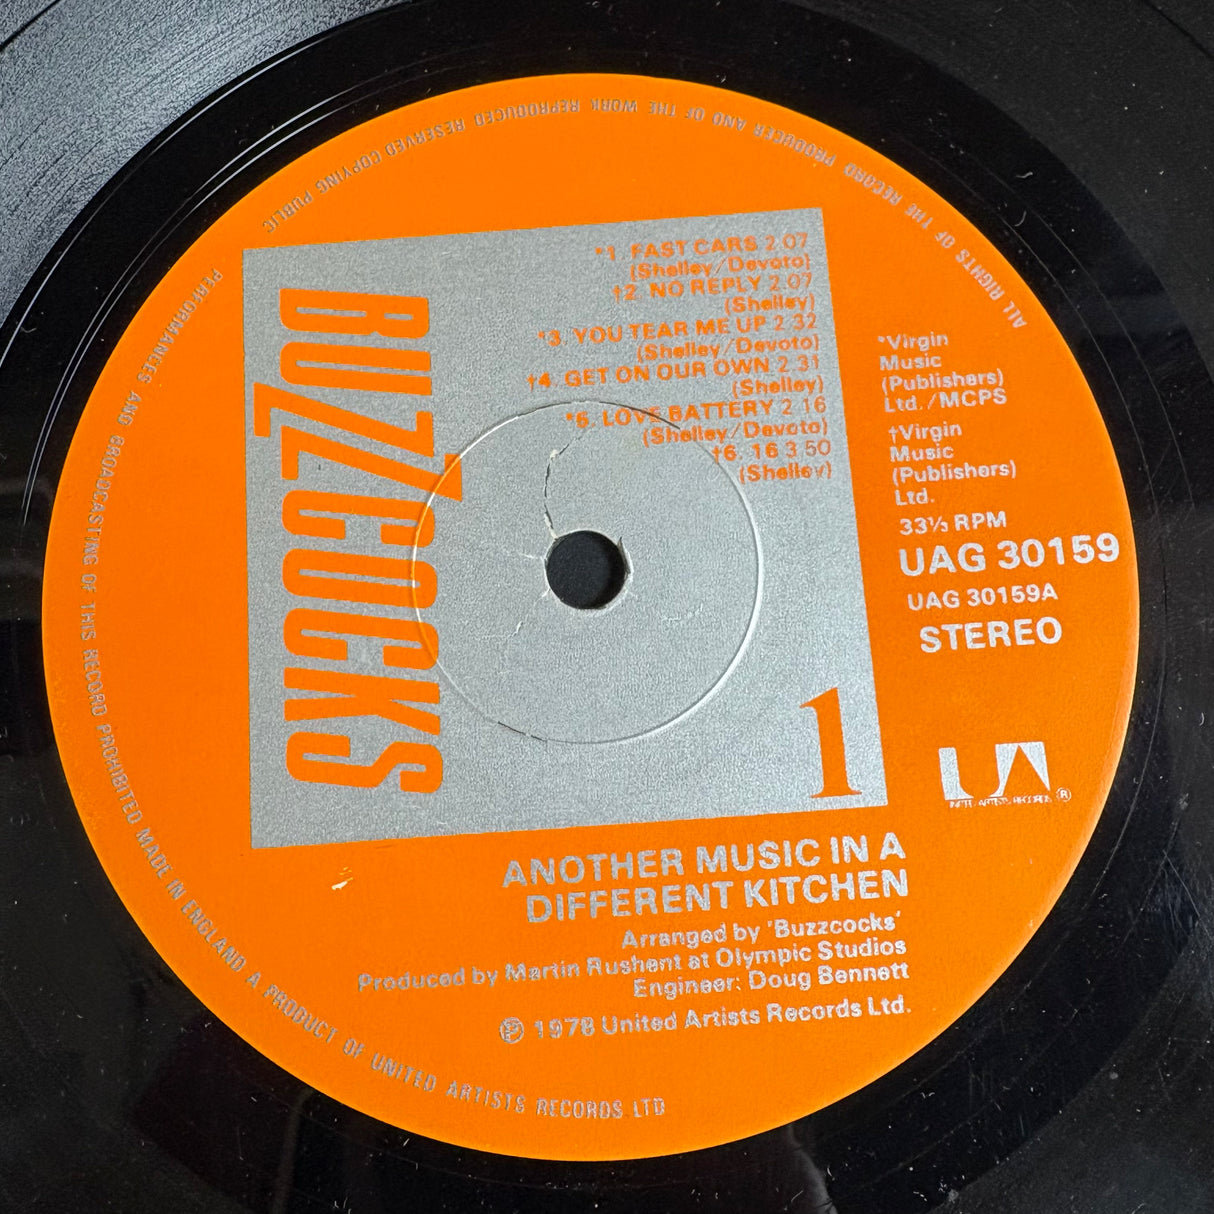 BUZZCOCKS
*1. FAST CARS 2.07
(Shelley/Devoto)
†2. NO REPLY 2.07
(Shelley)
*3. YOU TEAR ME UP 2.32
(Shelley/Devoto)
†4. GET ON OUR OWN 2.31
(Shelley)
*5. LOVE BATTERY 2.16
(Shelley/Devoto)
†6. 16 3.50
(Shelley)
*Virgin
Music
(Publishers)
Ltd./MCPS
†Virgin
Music
(Publishers)
Ltd.
33⅓ RPM
UAG 30159
UAG 30159A
STEREO
1
UA
UNITED ARTISTS RECORDS ®
ANOTHER MUSIC IN A
DIFFERENT KITCHEN
Arranged by 'Buzzcocks'
Produced by Martin Rushent at Olympic Studios
Engineer: Doug Bennett
℗ 1978 United Artists Records Ltd.
ALL RIGHTS OF THE RECORD PRODUCER AND OF THE WORK REPRODUCED RESERVED COPYING PUBLIC PERFORMANCES AND BROADCASTING OF THIS RECORD PROHIBITED MADE IN ENGLAND A PRODUCT OF UNITED ARTISTS RECORDS LTD